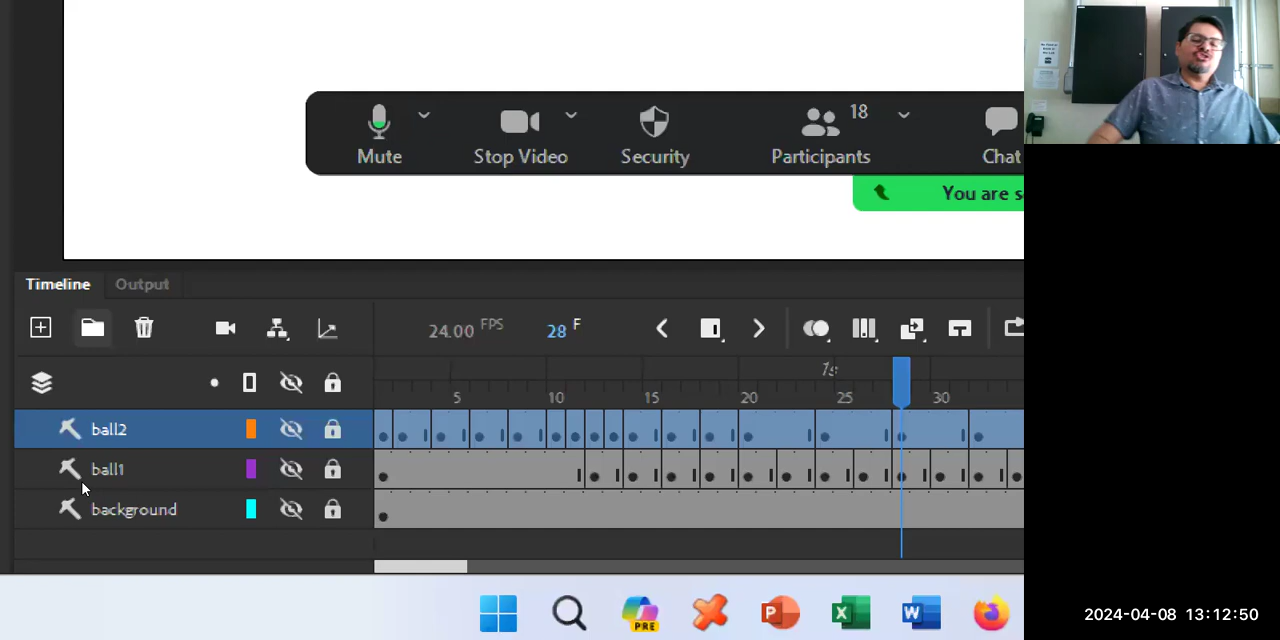 18
Mute
Stop Video
Security
Participants
Chat
You are s
Timeline
Output
24.00 FPS
28 F
1s
5
10
15
20
25
30
ball2
ball1
background
PRE
P
X
W
2024-04-08 13:12:50